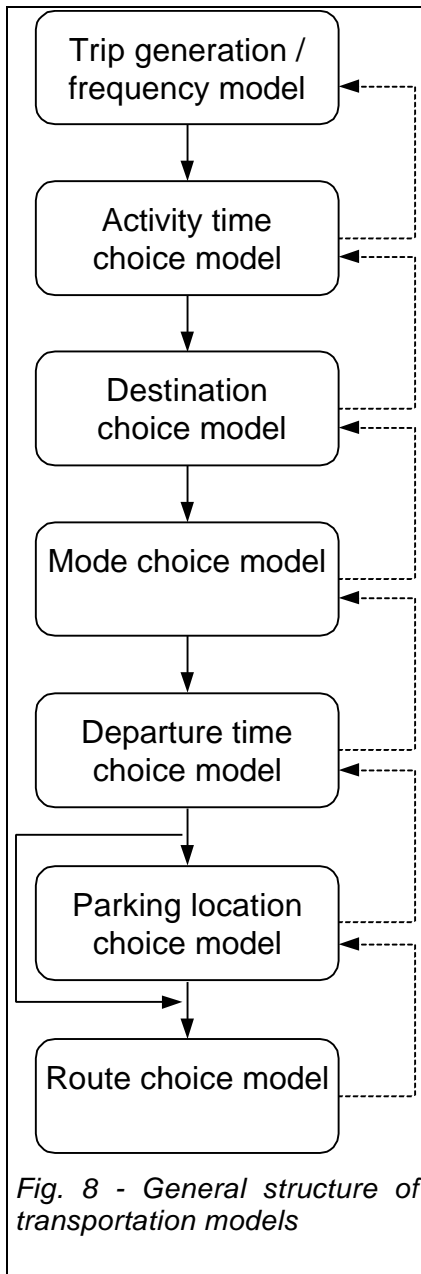 Trip generation /
frequency model
Activity time
choice model
Destination
choice model
Mode choice model
Departure time
choice model
Parking location
choice model
Route choice model
Fig. 8 - General structure of
transportation models